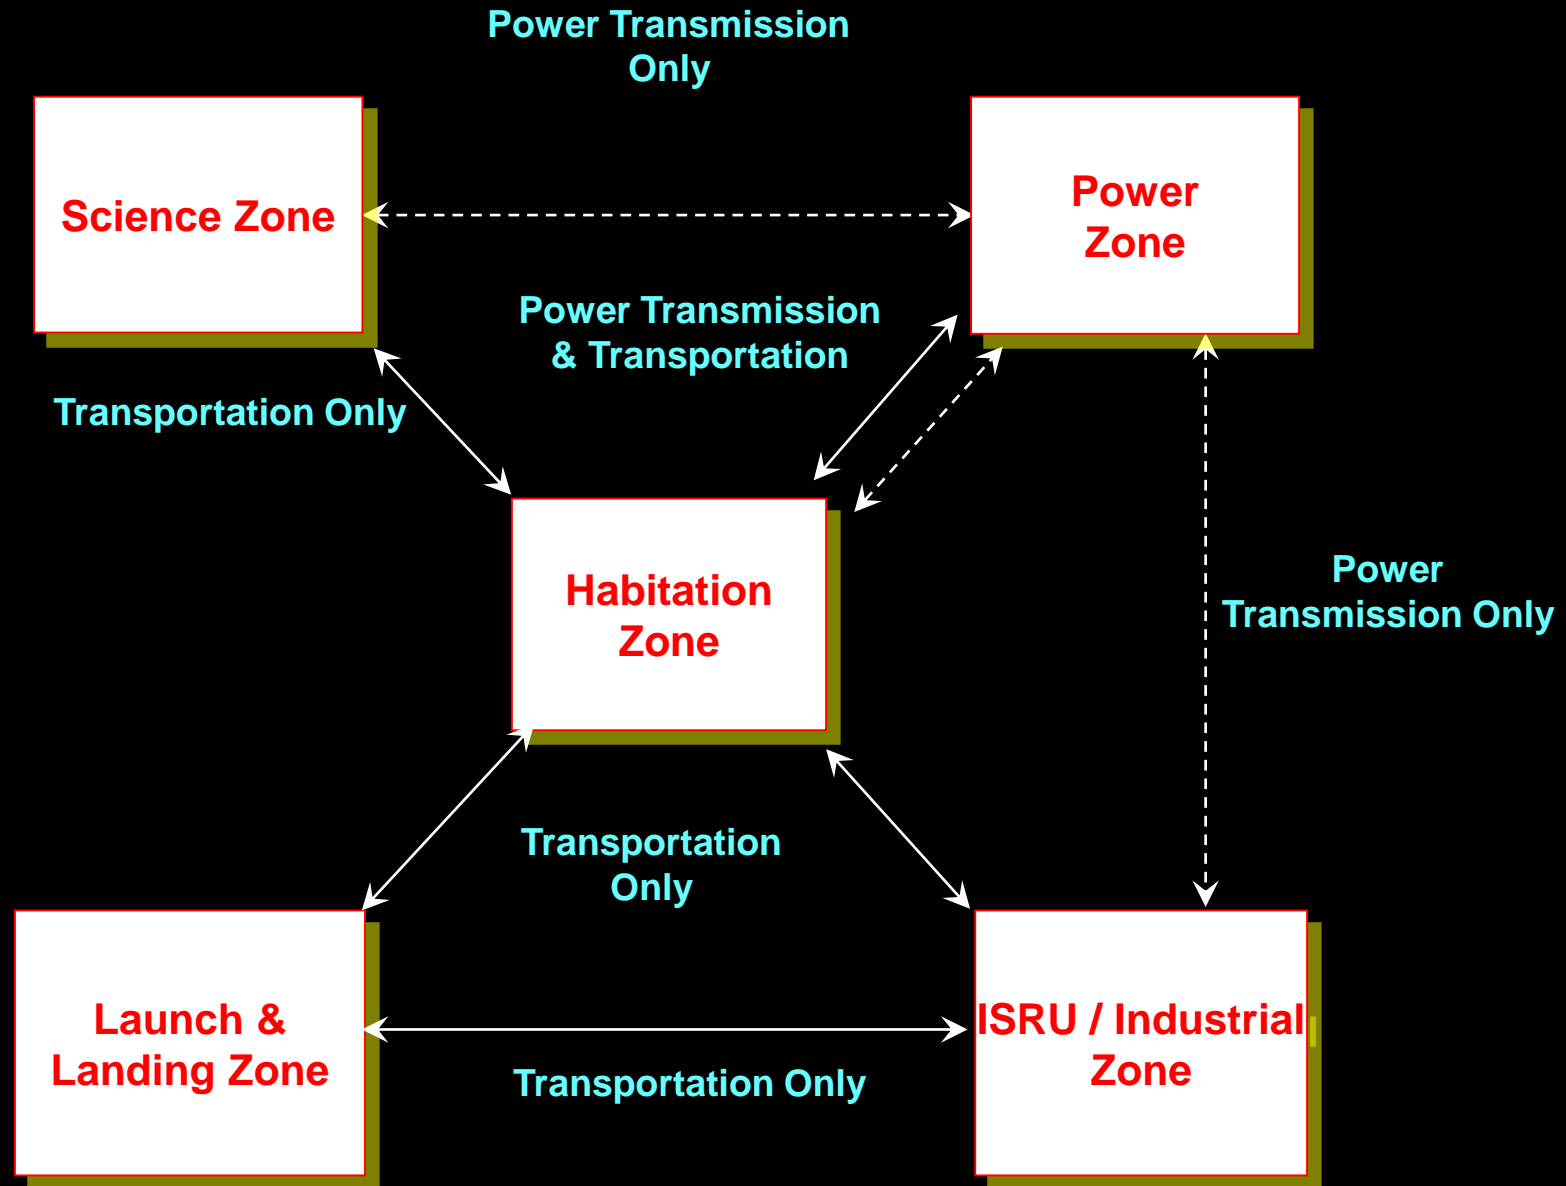 Power Transmission
Only
Science Zone
Power
Zone
Power Transmission
& Transportation
Transportation Only
Habitation
Zone
Power
Transmission Only
Transportation
Only
Launch &
Landing Zone
ISRU / Industrial
Zone
Transportation Only